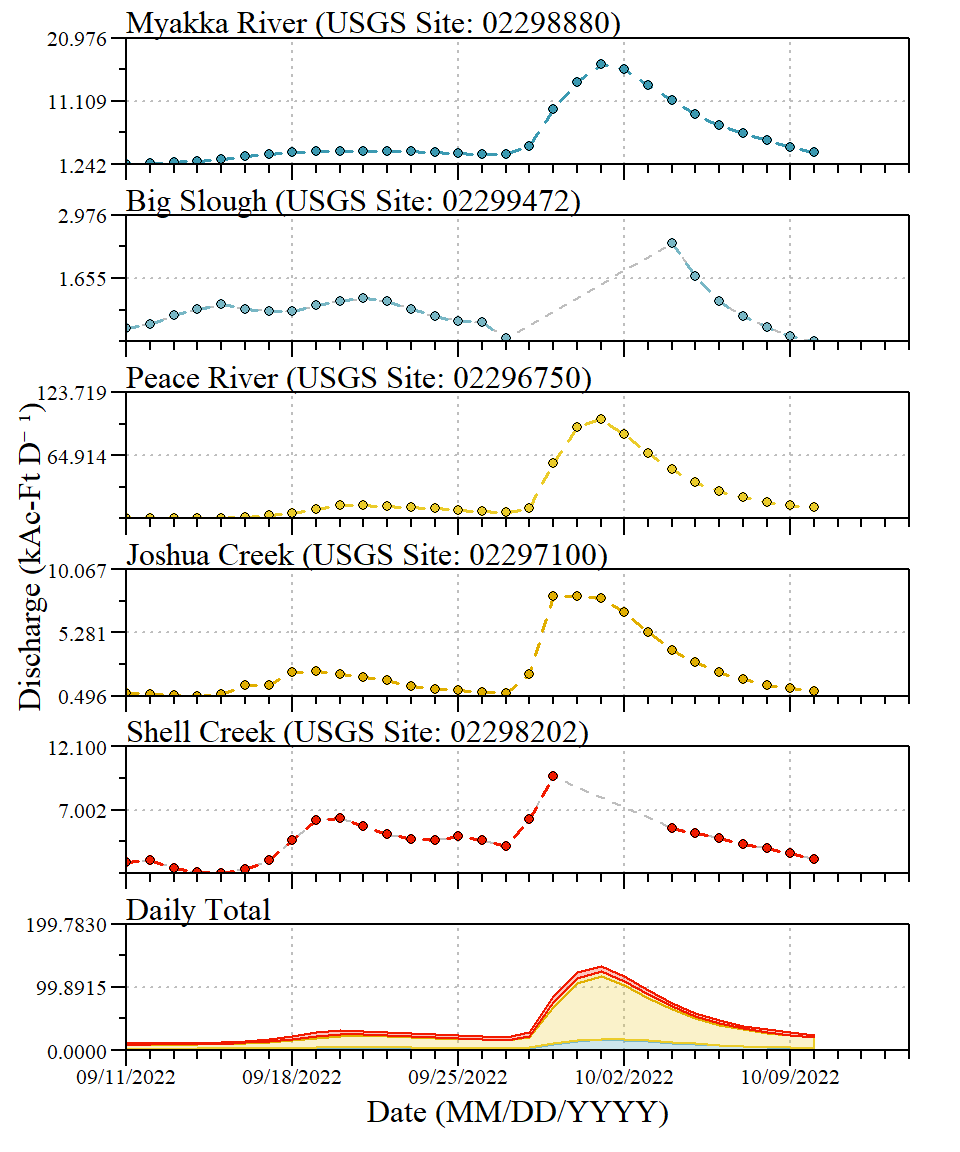 Myakka River (USGS Site: 02298880)
20.976
11.109
1.242
Big Slough (USGS Site: 02299472)
2.976
1.655
Peace River (USGS Site: 02296750)
123.719
64.914
Joshua Creek (USGS Site: 02297100)
10.067
5.281
0.496
Shell Creek (USGS Site: 02298202)
12.100
7.002
Daily Total
199.7830
99.8915
0.0000
09/11/2022 09/18/2022 09/25/2022 10/02/2022 10/09/2022
Date (MM/DD/YYYY)
Discharge (kAc-Ft D⁻¹)